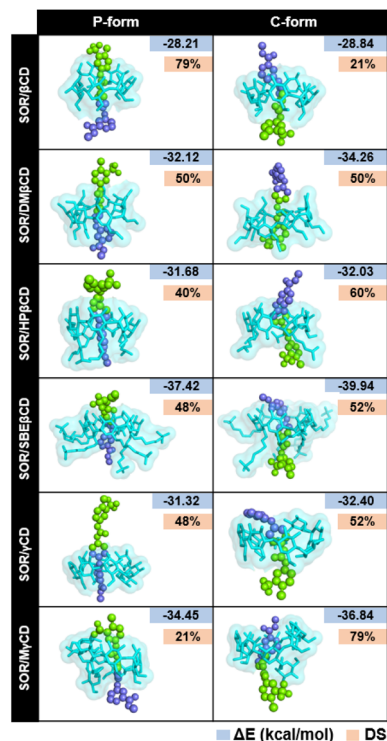 P-form C-form
SOR/βCD
-28.21 -28.84
79% 21%
SOR/DMβCD
-32.12 -34.26
50% 50%
SOR/HPβCD
-31.68 -32.03
40% 60%
SOR/SBEβCD
-37.42 -39.94
48% 52%
SOR/γCD
-31.32 -32.40
48% 52%
SOR/MγCD
-34.45 -36.84
21% 79%
ΔE (kcal/mol) DS